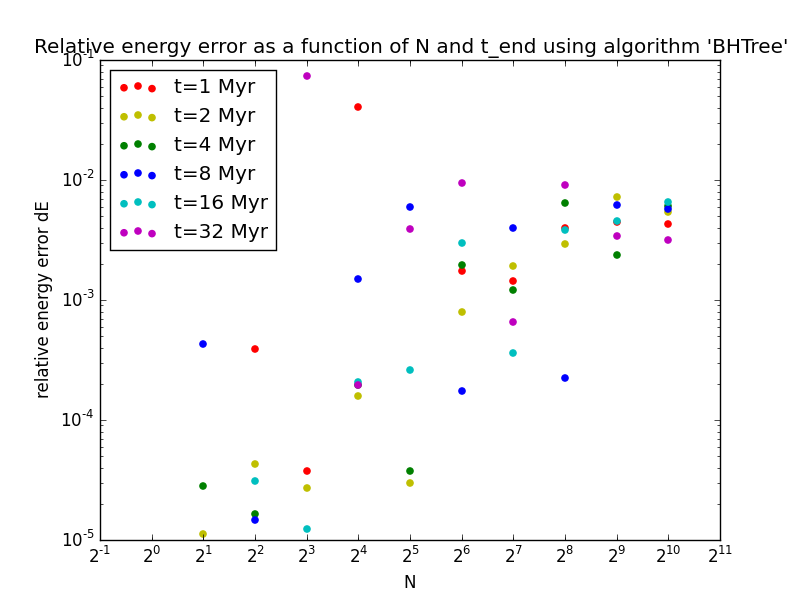 Relative energy error as a function of N and t_end using algorithm 'BHTree'
10^-1
t=1 Myr
t=2 Myr
t=4 Myr
t=8 Myr
t=16 Myr
t=32 Myr
10^-2
10^-3
10^-4
10^-5
relative energy error dE
2^-1 2^0 2^1 2^2 2^3 2^4 2^5 2^6 2^7 2^8 2^9 2^10 2^11
N